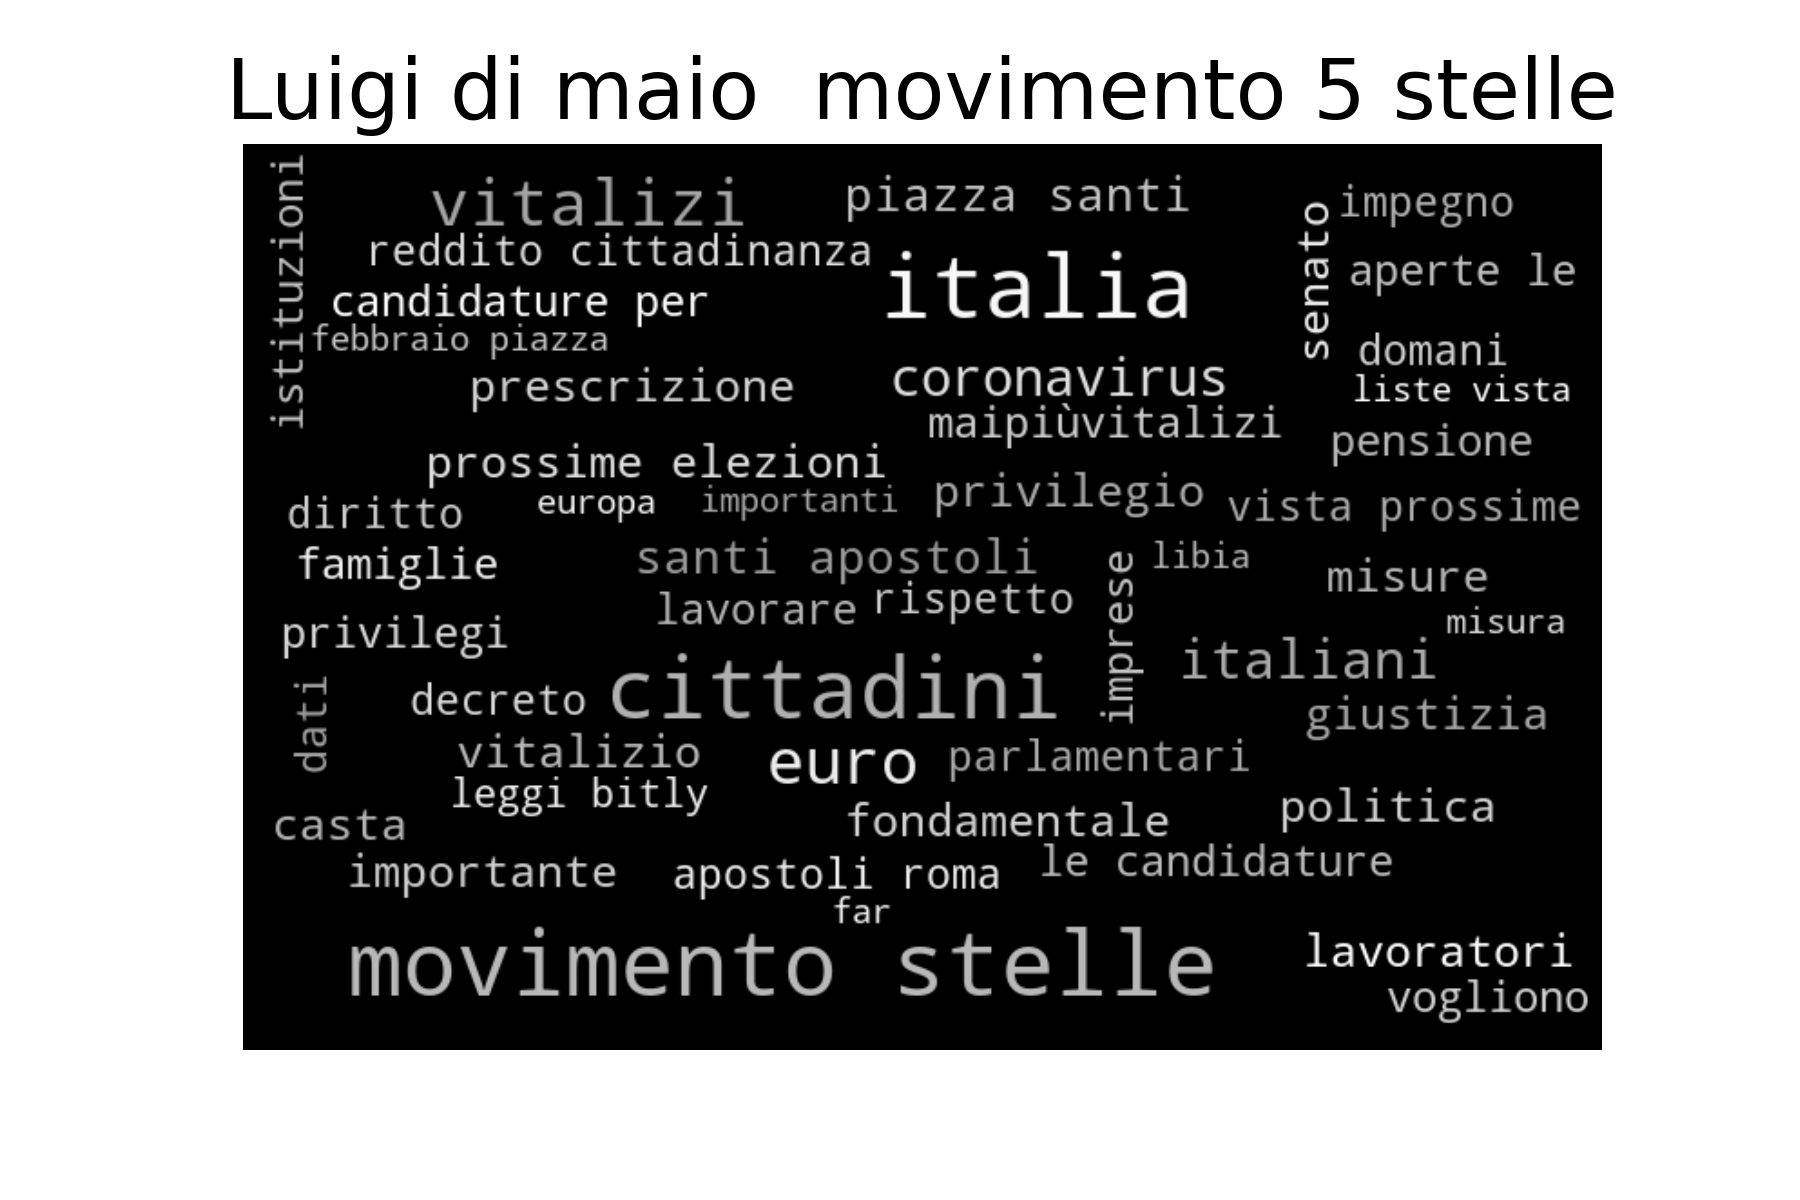 Luigi di maio  movimento 5 stelle
istituzioni
vitalizi
piazza santi
impegno
senato
reddito cittadinanza
italia
aperte le
candidature per
febbraio piazza
domani
prescrizione
coronavirus
liste vista
maipiùvitalizi
pensione
prossime elezioni
europa
importanti
privilegio
vista prossime
diritto
famiglie
santi apostoli
imprese
libia
misure
lavorare
rispetto
misura
privilegi
italiani
dati
decreto
cittadini
giustizia
vitalizio
euro
parlamentari
leggi bitly
casta
fondamentale
politica
importante
apostoli roma
le candidature
far
movimento stelle
lavoratori
vogliono